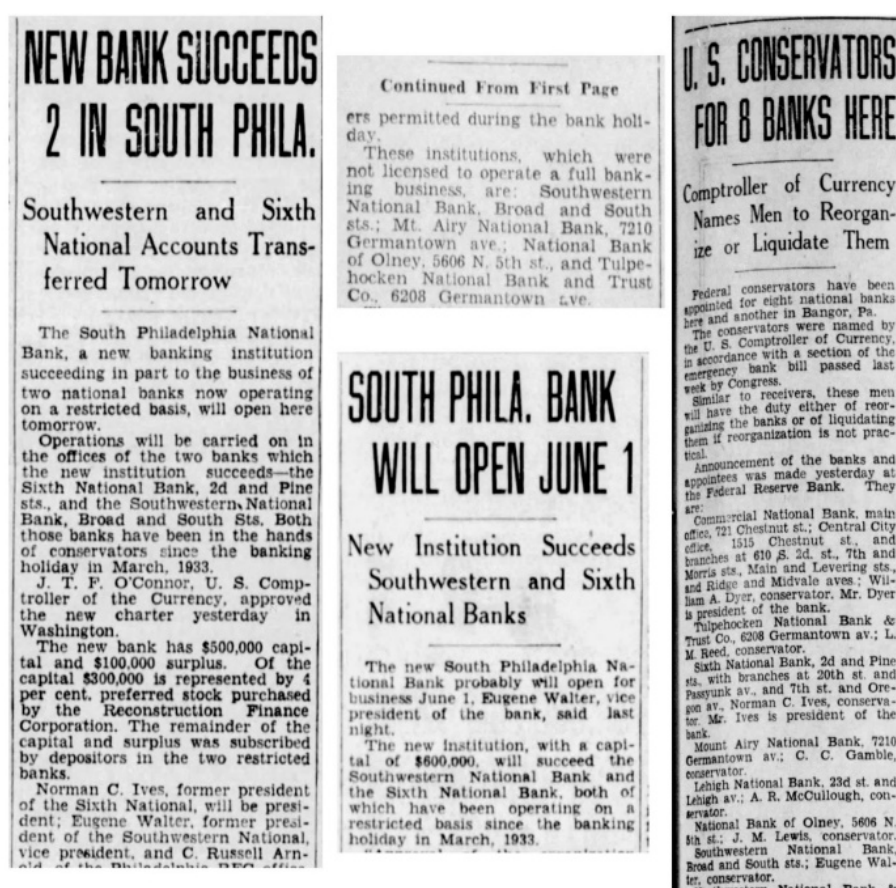 NEW BANK SUCCEEDS
2 IN SOUTH PHILA.
Southwestern and Sixth
National Accounts Trans-
ferred Tomorrow
The South Philadelphia National
Bank, a new banking institution
succeeding in part to the business of
two national banks now operating
on a restricted basis, will open here
tomorrow.
Operations will be carried on in
the offices of the two banks which
the new institution succeeds—the
Sixth National Bank, 2d and Pine
sts., and the Southwestern National
Bank, Broad and South Sts. Both
those banks have been in the hands
of conservators since the banking
holiday in March, 1933.
J. T. F. O'Connor, U. S. Comp-
troller of the Currency, approved
the new charter yesterday in
Washington.
The new bank has $500,000 capi-
tal and $100,000 surplus. Of the
capital $300,000 is represented by 4
per cent. preferred stock purchased
by the Reconstruction Finance
Corporation. The remainder of the
capital and surplus was subscribed
by depositors in the two restricted
banks.
Norman C. Ives, former president
of the Sixth National, will be presi-
dent; Eugene Walter, former presi-
dent of the Southwestern National,
vice president, and C. Russell Arn-
Continued From First Page
ers permitted during the bank holi-
day.
These institutions, which were
not licensed to operate a full bank-
ing business, are: Southwestern
National Bank, Broad and South
sts.; Mt. Airy National Bank, 7210
Germantown ave.; National Bank
of Olney, 5606 N. 5th st., and Tulpe-
hocken National Bank and Trust
Co., 6208 Germantown ave.
SOUTH PHILA. BANK
WILL OPEN JUNE 1
New Institution Succeeds
Southwestern and Sixth
National Banks
The new South Philadelphia Na-
tional Bank probably will open for
business June 1, Eugene Walter, vice
president of the bank, said last
night.
The new institution, with a capi-
tal of $600,000, will succeed the
Southwestern National Bank and
the Sixth National Bank, both of
which have been operating on a
restricted basis since the banking
holiday in March, 1933.
U. S. CONSERVATORS
FOR 8 BANKS HERE
Comptroller of Currency
Names Men to Reorgan-
ize or Liquidate Them
Federal conservators have been
appointed for eight national banks
here and another in Bangor, Pa.
The conservators were named by
the U. S. Comptroller of Currency,
in accordance with a section of the
emergency bank bill passed last
week by Congress.
Similar to receivers, these men
will have the duty either of reor-
ganizing the banks or of liquidating
them if reorganization is not prac-
tical.
Announcement of the banks and
appointees was made yesterday at
the Federal Reserve Bank. They
are:
Commercial National Bank, main
office, 721 Chestnut st.; Central City
office, 1515 Chestnut st., and
branches at 610 S. 2d. st., 7th and
Morris sts., Main and Levering sts.,
and Ridge and Midvale aves.; Wil-
liam A. Dyer, conservator. Mr. Dyer
is president of the bank.
Tulpehocken National Bank &
Trust Co., 6208 Germantown av.; L.
M. Reed, conservator.
Sixth National Bank, 2d and Pine
sts., with branches at 20th st. and
Passyunk av., and 7th st. and Ore-
gon av., Norman C. Ives, conserva-
tor. Mr. Ives is president of the
bank.
Mount Airy National Bank, 7210
Germantown av.; C. C. Gamble,
conservator.
Lehigh National Bank, 23d st. and
Lehigh av.; A. R. McCullough, con-
servator.
National Bank of Olney, 5606 N.
5th st.; J. M. Lewis, conservator.
Southwestern National Bank,
Broad and South sts.; Eugene Wal-
ter, conservator.